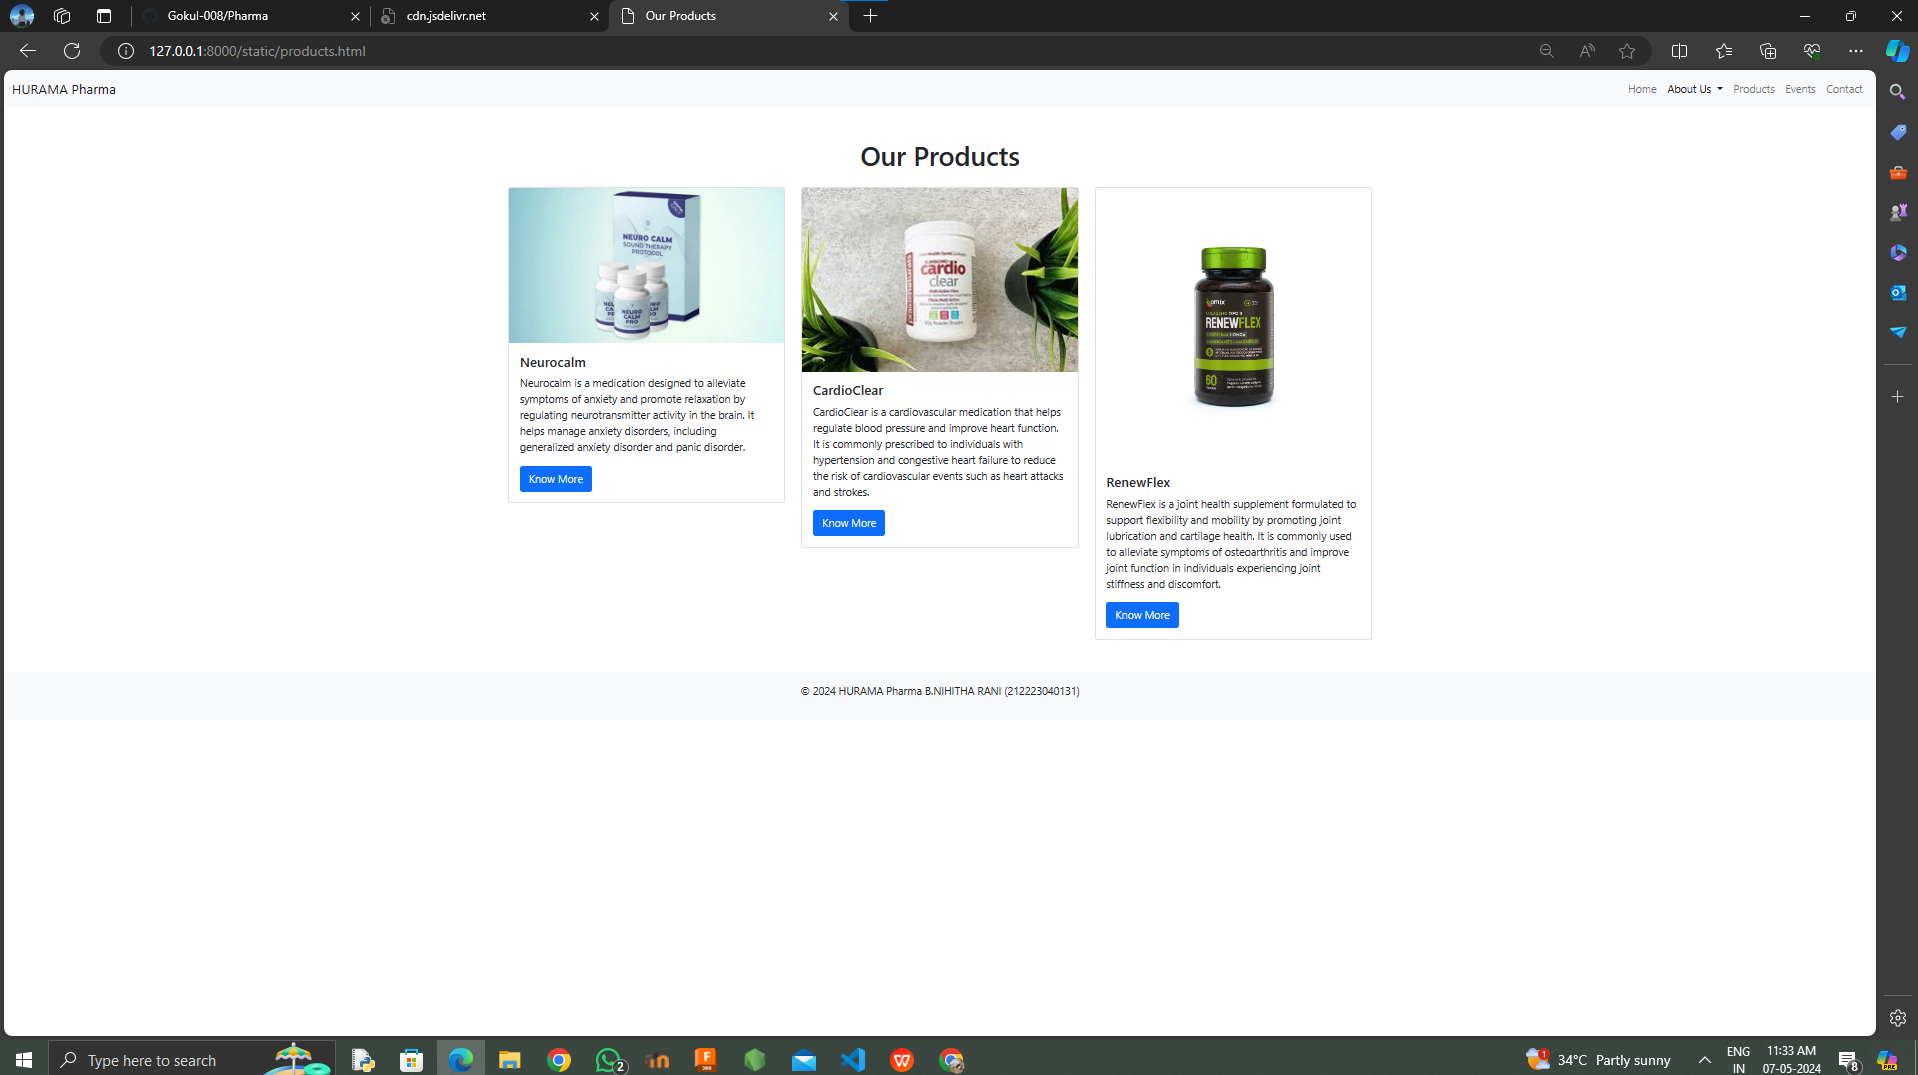 Gokul-008/Pharma
cdn.jsdelivr.net
Our Products
127.0.0.1:8000/static/products.html
HURAMA Pharma
Home
About Us
Products
Events
Contact
Our Products
NEURO CALM
SOUND THERAPY
PROTOCOL
NEURO
CALM
PRO
Neurocalm
Neurocalm is a medication designed to alleviate
symptoms of anxiety and promote relaxation by
regulating neurotransmitter activity in the brain. It
helps manage anxiety disorders, including
generalized anxiety disorder and panic disorder.
Know More
cardio
clear
CardioClear
CardioClear is a cardiovascular medication that helps
regulate blood pressure and improve heart function.
It is commonly prescribed to individuals with
hypertension and congestive heart failure to reduce
the risk of cardiovascular events such as heart attacks
and strokes.
Know More
RENEWFLEX
60
RenewFlex
RenewFlex is a joint health supplement formulated to
support flexibility and mobility by promoting joint
lubrication and cartilage health. It is commonly used
to alleviate symptoms of osteoarthritis and improve
joint function in individuals experiencing joint
stiffness and discomfort.
Know More
© 2024 HURAMA Pharma B.NIHITHA RANI (212223040131)
Type here to search
2
1
34°C Partly sunny
ENG
IN
11:33 AM
07-05-2024
8